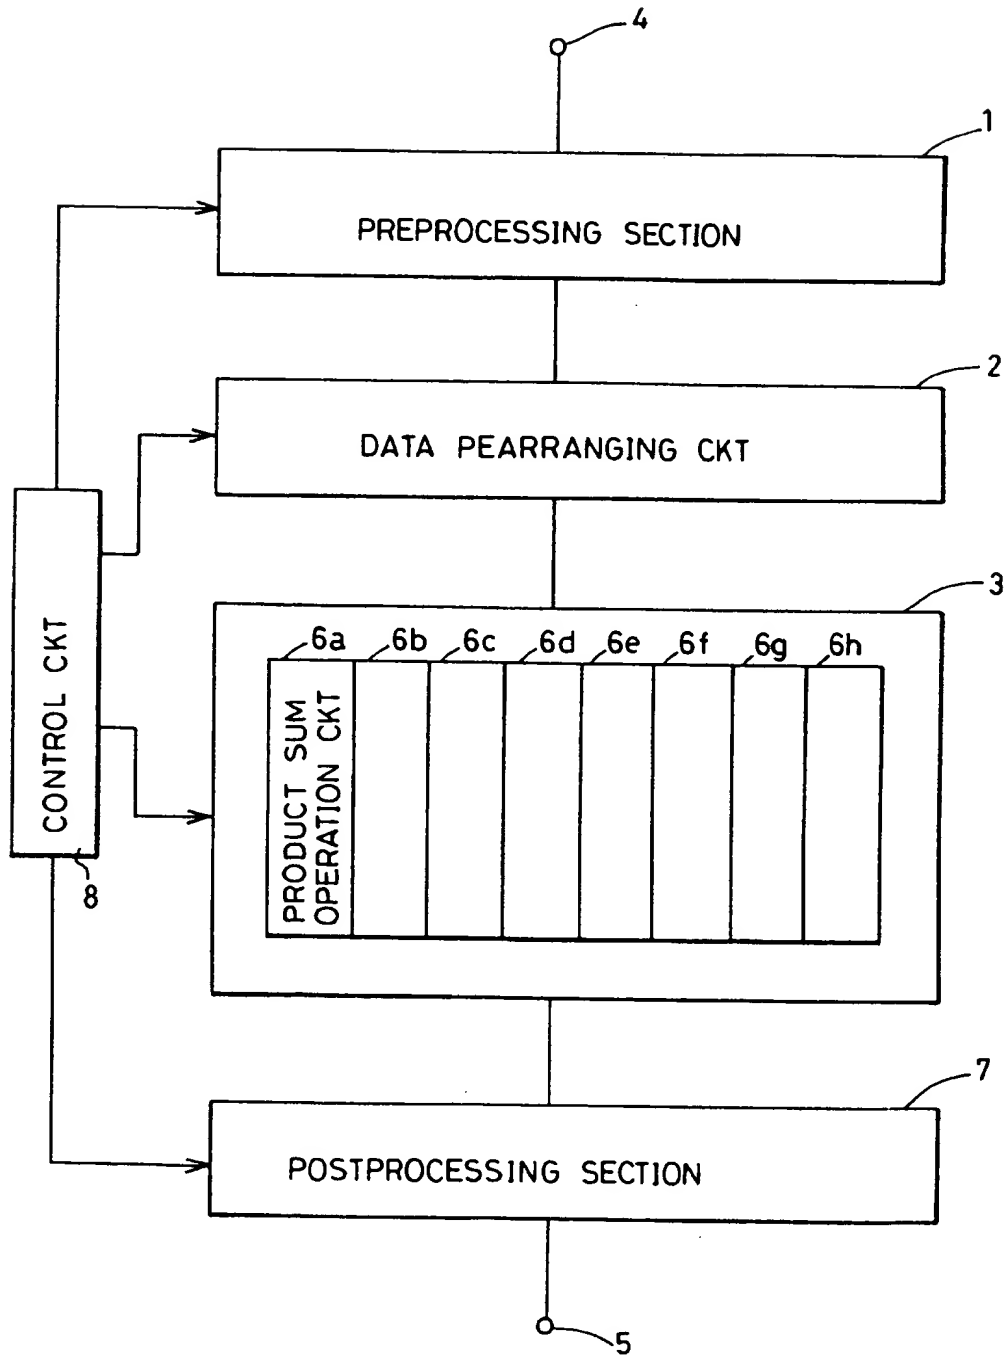 4
1
PREPROCESSING SECTION
2
DATA PEARRANGING CKT
3
6a 6b 6c 6d 6e 6f 6g 6h
PRODUCT SUM
OPERATION CKT
CONTROL CKT
8
7
POSTPROCESSING SECTION
5